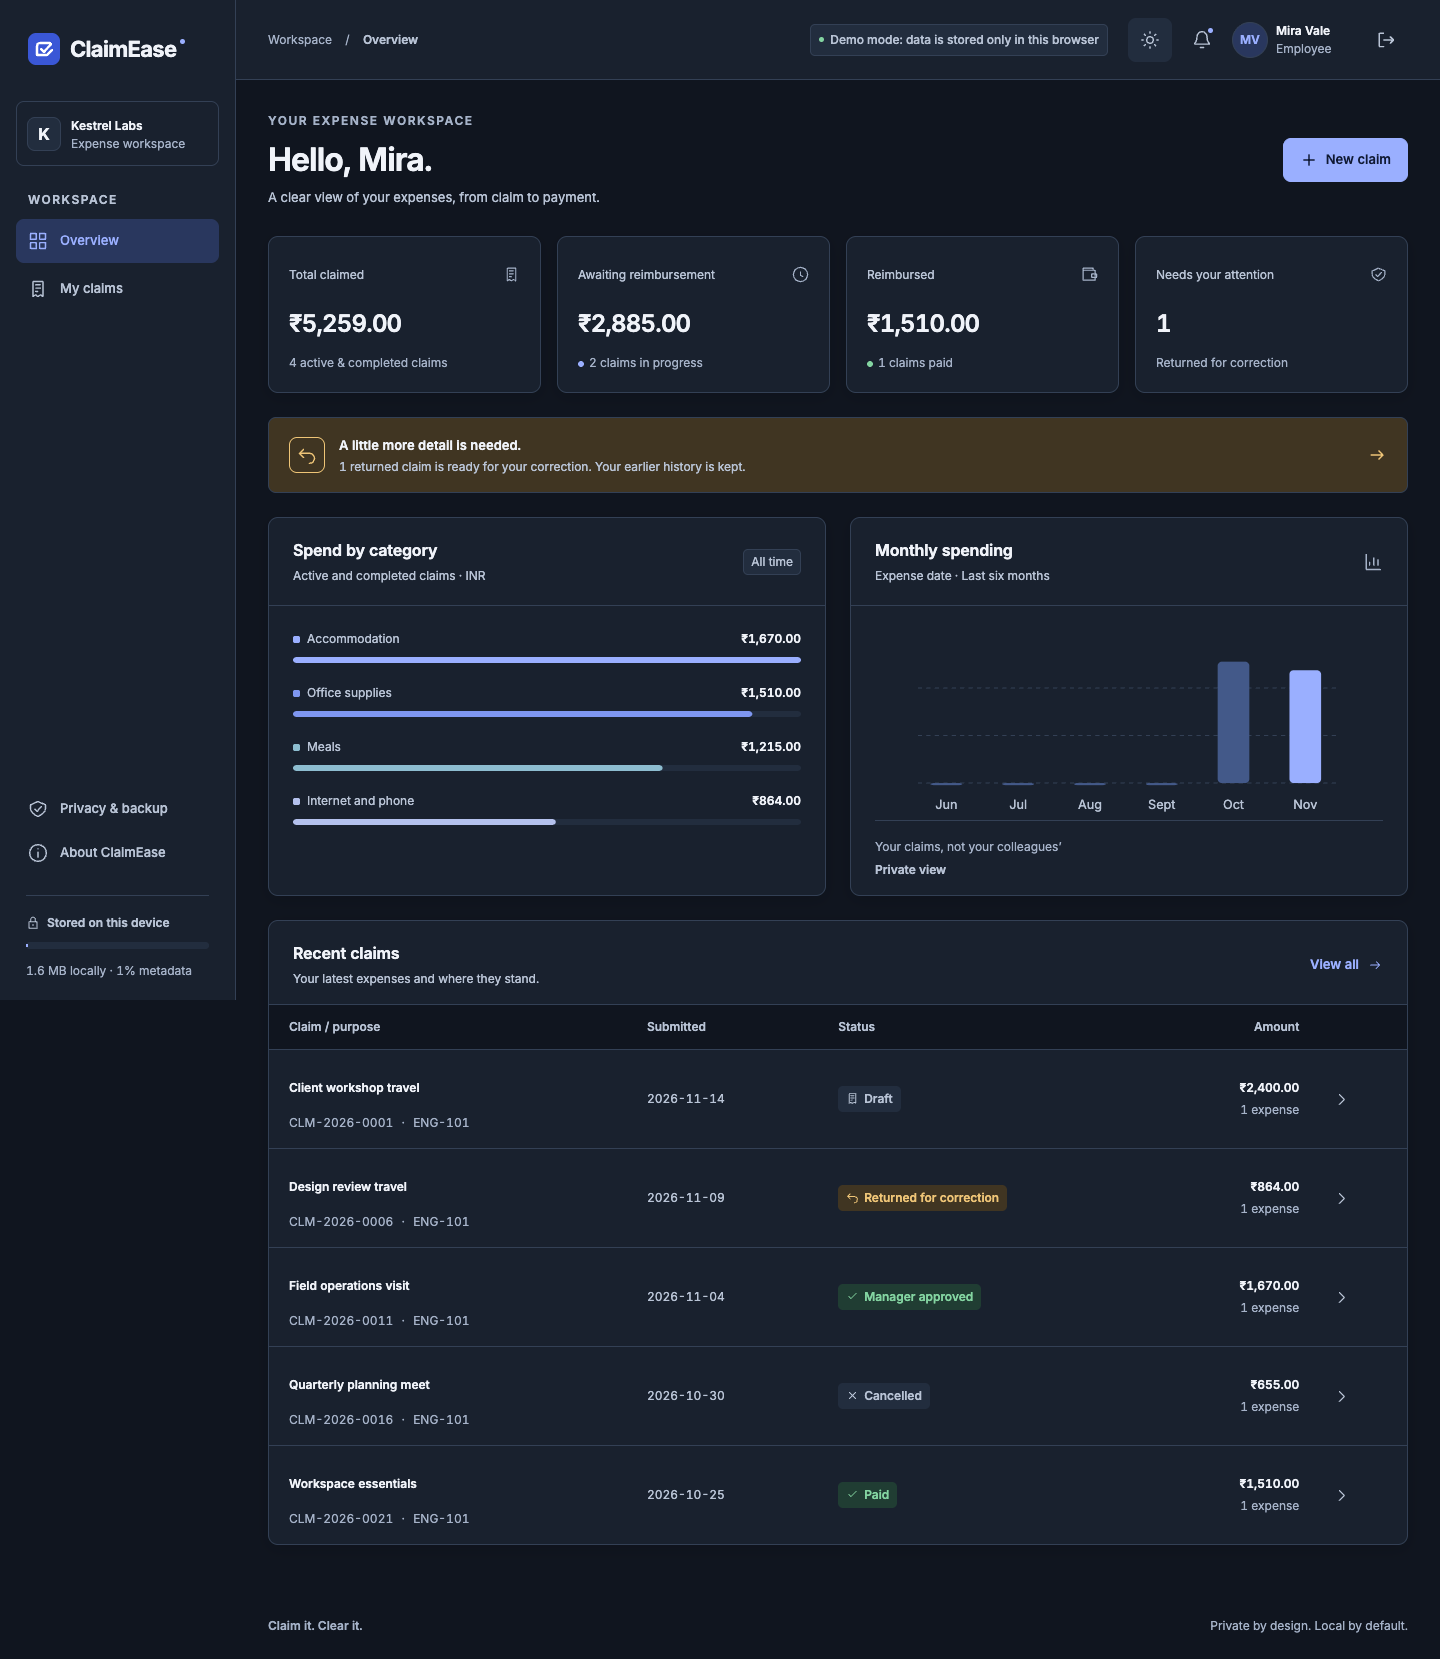 ClaimEase
K
Kestrel Labs
Expense workspace
WORKSPACE
Overview
My claims
Privacy & backup
About ClaimEase
Stored on this device
1.6 MB locally · 1% metadata
Workspace / Overview
Demo mode: data is stored only in this browser
MV
Mira Vale
Employee
YOUR EXPENSE WORKSPACE
Hello, Mira.
A clear view of your expenses, from claim to payment.
New claim
Total claimed
₹5,259.00
4 active & completed claims
Awaiting reimbursement
₹2,885.00
2 claims in progress
Reimbursed
₹1,510.00
1 claims paid
Needs your attention
1
Returned for correction
A little more detail is needed.
1 returned claim is ready for your correction. Your earlier history is kept.
Spend by category
Active and completed claims · INR
All time
Accommodation ₹1,670.00
Office supplies ₹1,510.00
Meals ₹1,215.00
Internet and phone ₹864.00
Monthly spending
Expense date · Last six months
Jun Jul Aug Sept Oct Nov
Your claims, not your colleagues’
Private view
Recent claims
Your latest expenses and where they stand.
View all
Claim / purpose Submitted Status Amount
Client workshop travel
CLM-2026-0001 · ENG-101
2026-11-14
Draft
₹2,400.00
1 expense
Design review travel
CLM-2026-0006 · ENG-101
2026-11-09
Returned for correction
₹864.00
1 expense
Field operations visit
CLM-2026-0011 · ENG-101
2026-11-04
Manager approved
₹1,670.00
1 expense
Quarterly planning meet
CLM-2026-0016 · ENG-101
2026-10-30
Cancelled
₹655.00
1 expense
Workspace essentials
CLM-2026-0021 · ENG-101
2026-10-25
Paid
₹1,510.00
1 expense
Claim it. Clear it.
Private by design. Local by default.